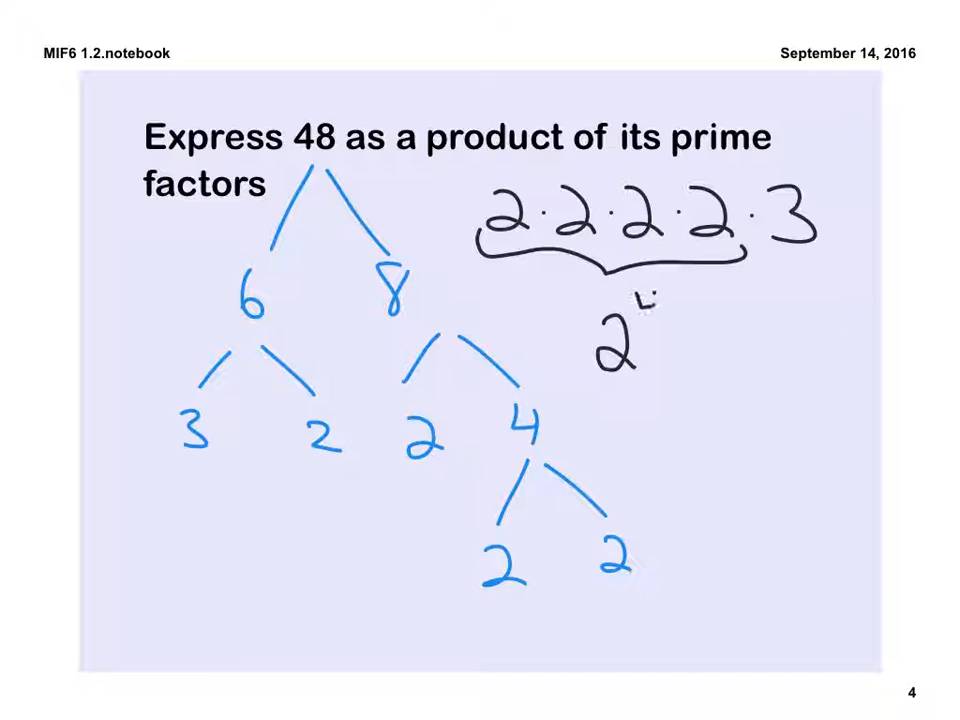 MIF6 1.2.notebook September 14, 2016
Express 48 as a product of its prime
factors
2 · 2 · 2 · 2 · 3
6 8
2
3 2 2 4
2 2
4